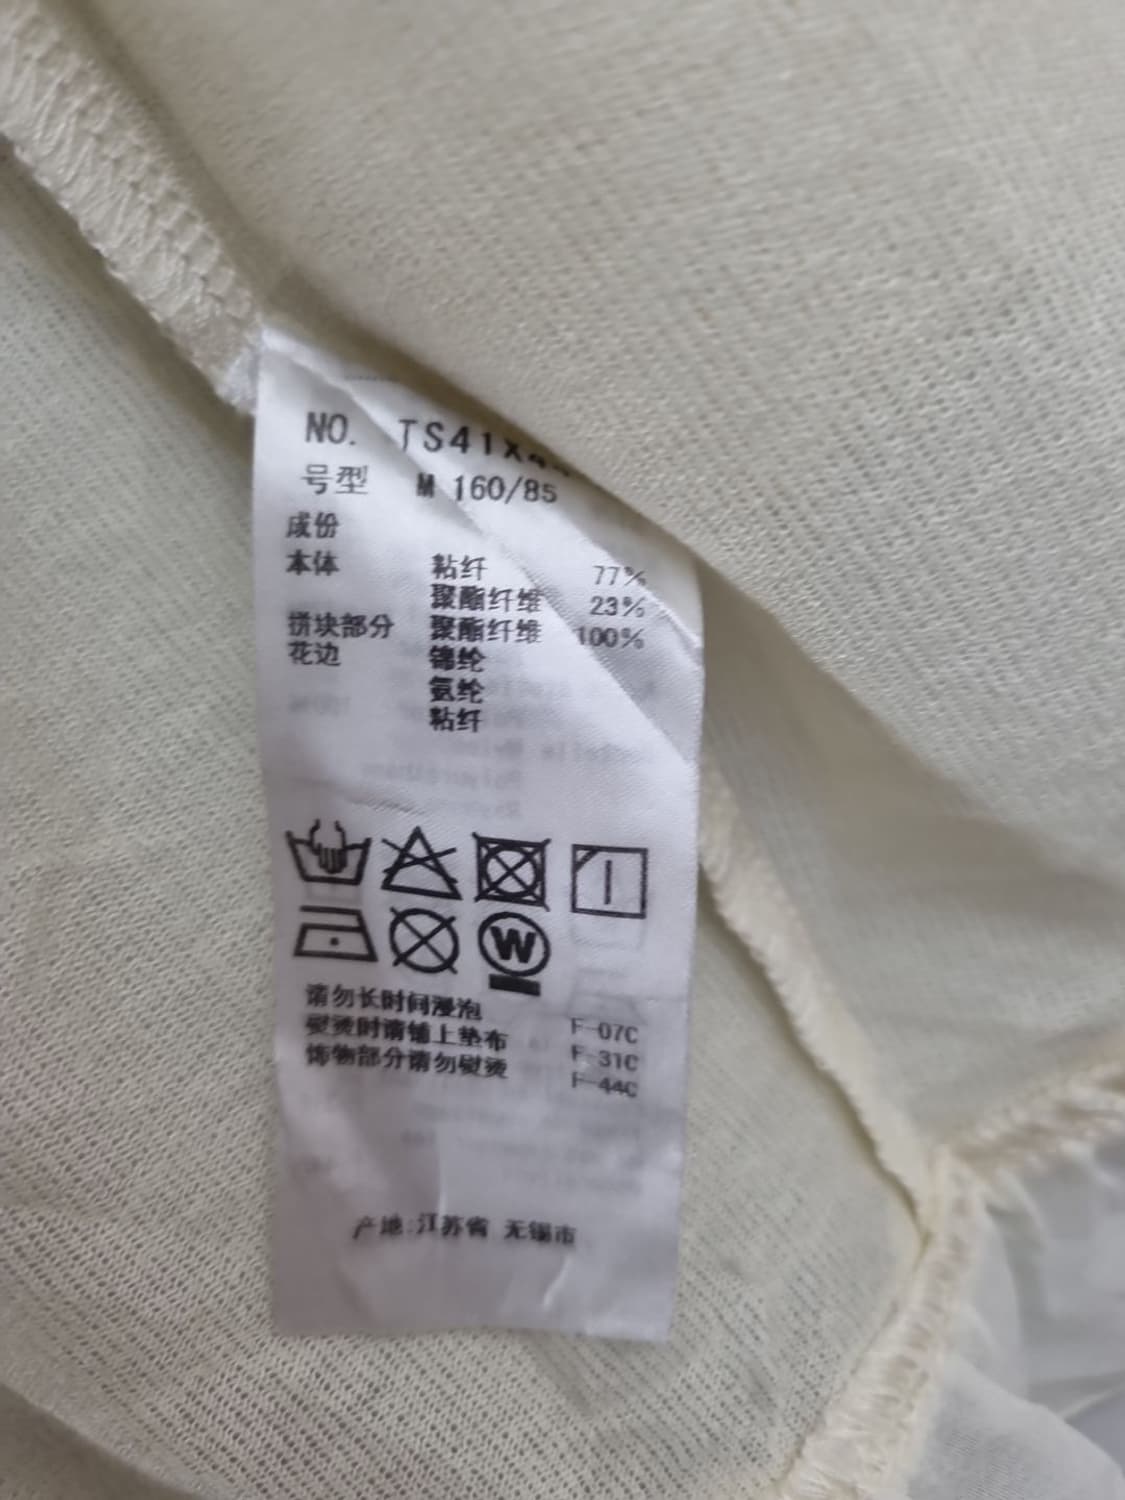 NO. TS41X
号型 M 160/85
成份
本体 粘纤 77%
聚酯纤维 23%
拼块部分 聚酯纤维 100%
花边 锦纶
氨纶
粘纤
W
请勿长时间浸泡 F-07C
熨烫时请铺上垫布 F-31C
饰物部分请勿熨烫 F-44C
产地:江苏省 无锡市